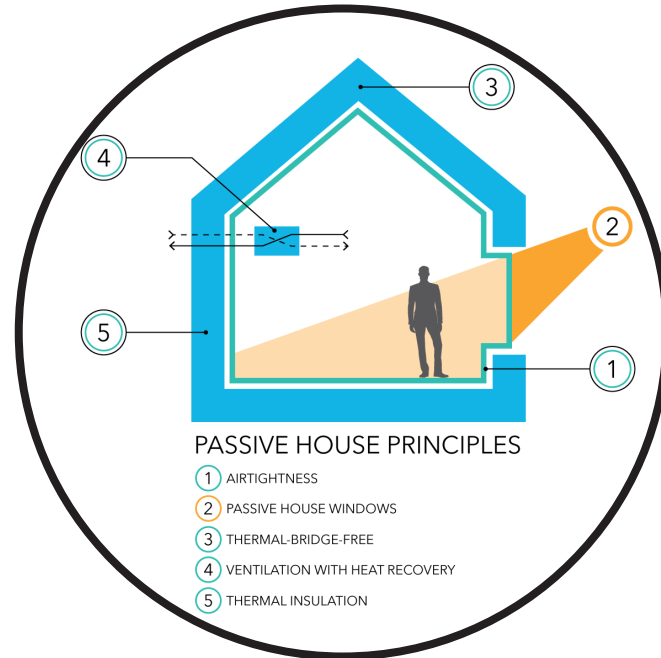 3
4
2
5
1
PASSIVE HOUSE PRINCIPLES
1 AIRTIGHTNESS
2 PASSIVE HOUSE WINDOWS
3 THERMAL-BRIDGE-FREE
4 VENTILATION WITH HEAT RECOVERY
5 THERMAL INSULATION